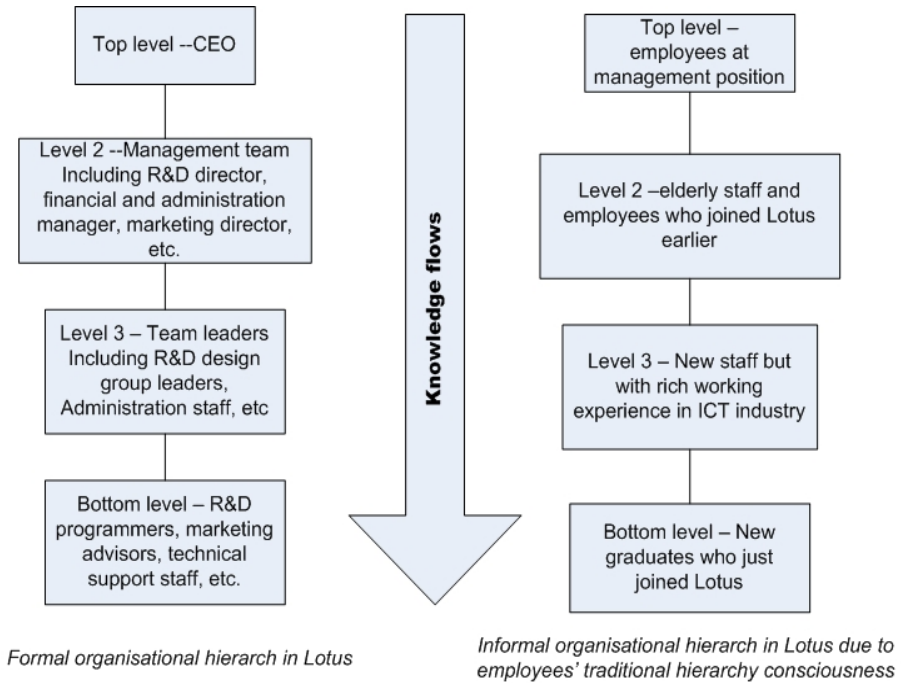 Top level --CEO
Level 2 --Management team
Including R&D director,
financial and administration
manager, marketing director,
etc.
Level 3 – Team leaders
Including R&D design
group leaders,
Administration staff, etc
Bottom level – R&D
programmers, marketing
advisors, technical
support staff, etc.
Formal organisational hierarch in Lotus
Knowledge flows
Top level –
employees at
management position
Level 2 –elderly staff and
employees who joined Lotus
earlier
Level 3 – New staff but
with rich working
experience in ICT industry
Bottom level – New
graduates who just
joined Lotus
Informal organisational hierarch in Lotus due to
employees’ traditional hierarchy consciousness